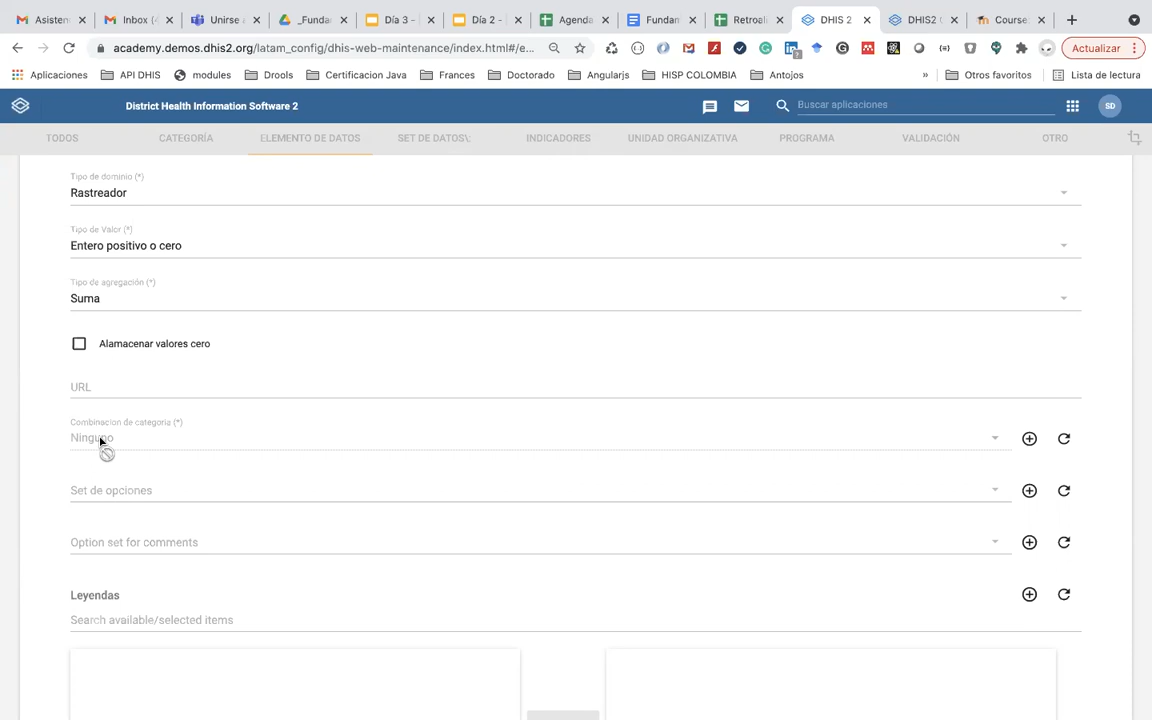 Asisten
Inbox (4
Unirse a
_Funda
Día 3 -
Día 2 -
Agenda
Fundam
Retroali
DHIS 2
DHIS2 C
Course:
academy.demos.dhis2.org/latam_config/dhis-web-maintenance/index.html#/e...
Actualizar
Aplicaciones
API DHIS
modules
Drools
Certificacion Java
Frances
Doctorado
Angularjs
HISP COLOMBIA
Antojos
»
Otros favoritos
Lista de lectura
District Health Information Software 2
Buscar aplicaciones
SD
TODOS
CATEGORÍA
ELEMENTO DE DATOS
SET DE DATOS\;
INDICADORES
UNIDAD ORGANIZATIVA
PROGRAMA
VALIDACIÓN
OTRO
Tipo de dominio (*)
Rastreador
Tipo de Valor (*)
Entero positivo o cero
Tipo de agregación (*)
Suma
Alamacenar valores cero
URL
Combinacion de categoria (*)
Ninguno
Set de opciones
Option set for comments
Leyendas
Search available/selected items